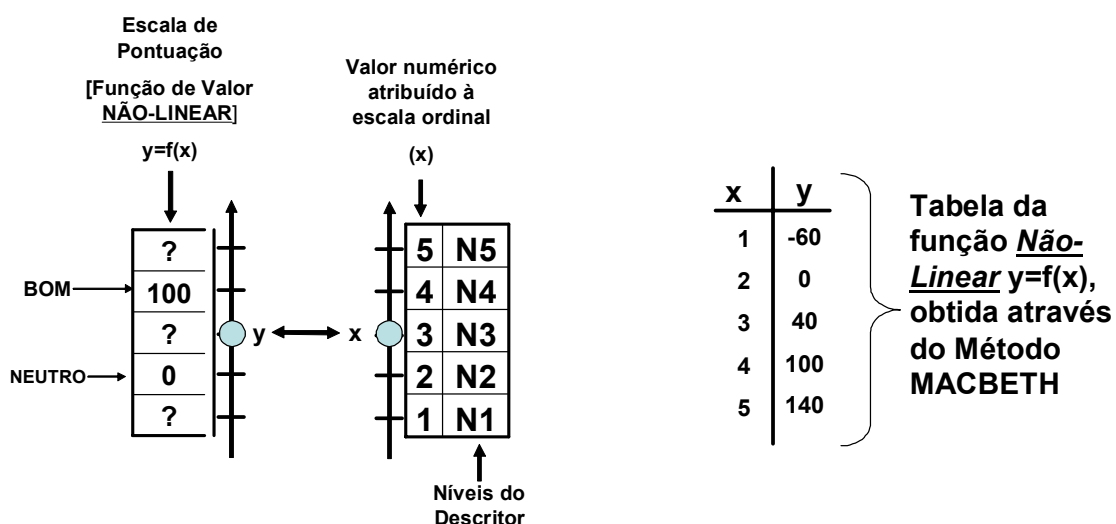 Escala de
Pontuação
[Função de Valor
NÃO-LINEAR]
y=f(x)
Valor numérico
atribuído à
escala ordinal
(x)
BOM
NEUTRO
?
100
?
0
?
y
x
5 N5
4 N4
3 N3
2 N2
1 N1
Níveis do
Descritor
x y
1 -60
2 0
3 40
4 100
5 140
Tabela da
função Não-
Linear y=f(x),
obtida através
do Método
MACBETH